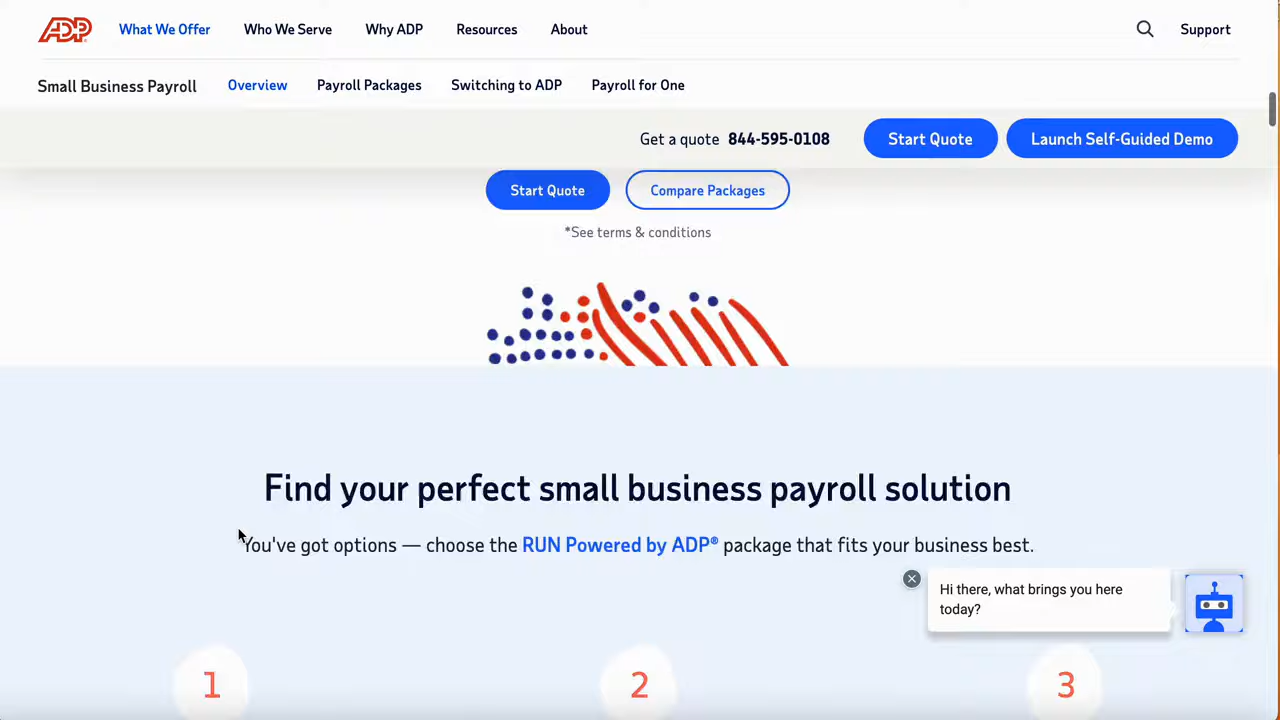 ADP
What We Offer
Who We Serve
Why ADP
Resources
About
Support
Small Business Payroll
Overview
Payroll Packages
Switching to ADP
Payroll for One
Get a quote 844-595-0108
Start Quote
Launch Self-Guided Demo
Start Quote
Compare Packages
*See terms & conditions
Find your perfect small business payroll solution
You've got options — choose the RUN Powered by ADP® package that fits your business best.
Hi there, what brings you here
today?
1
2
3